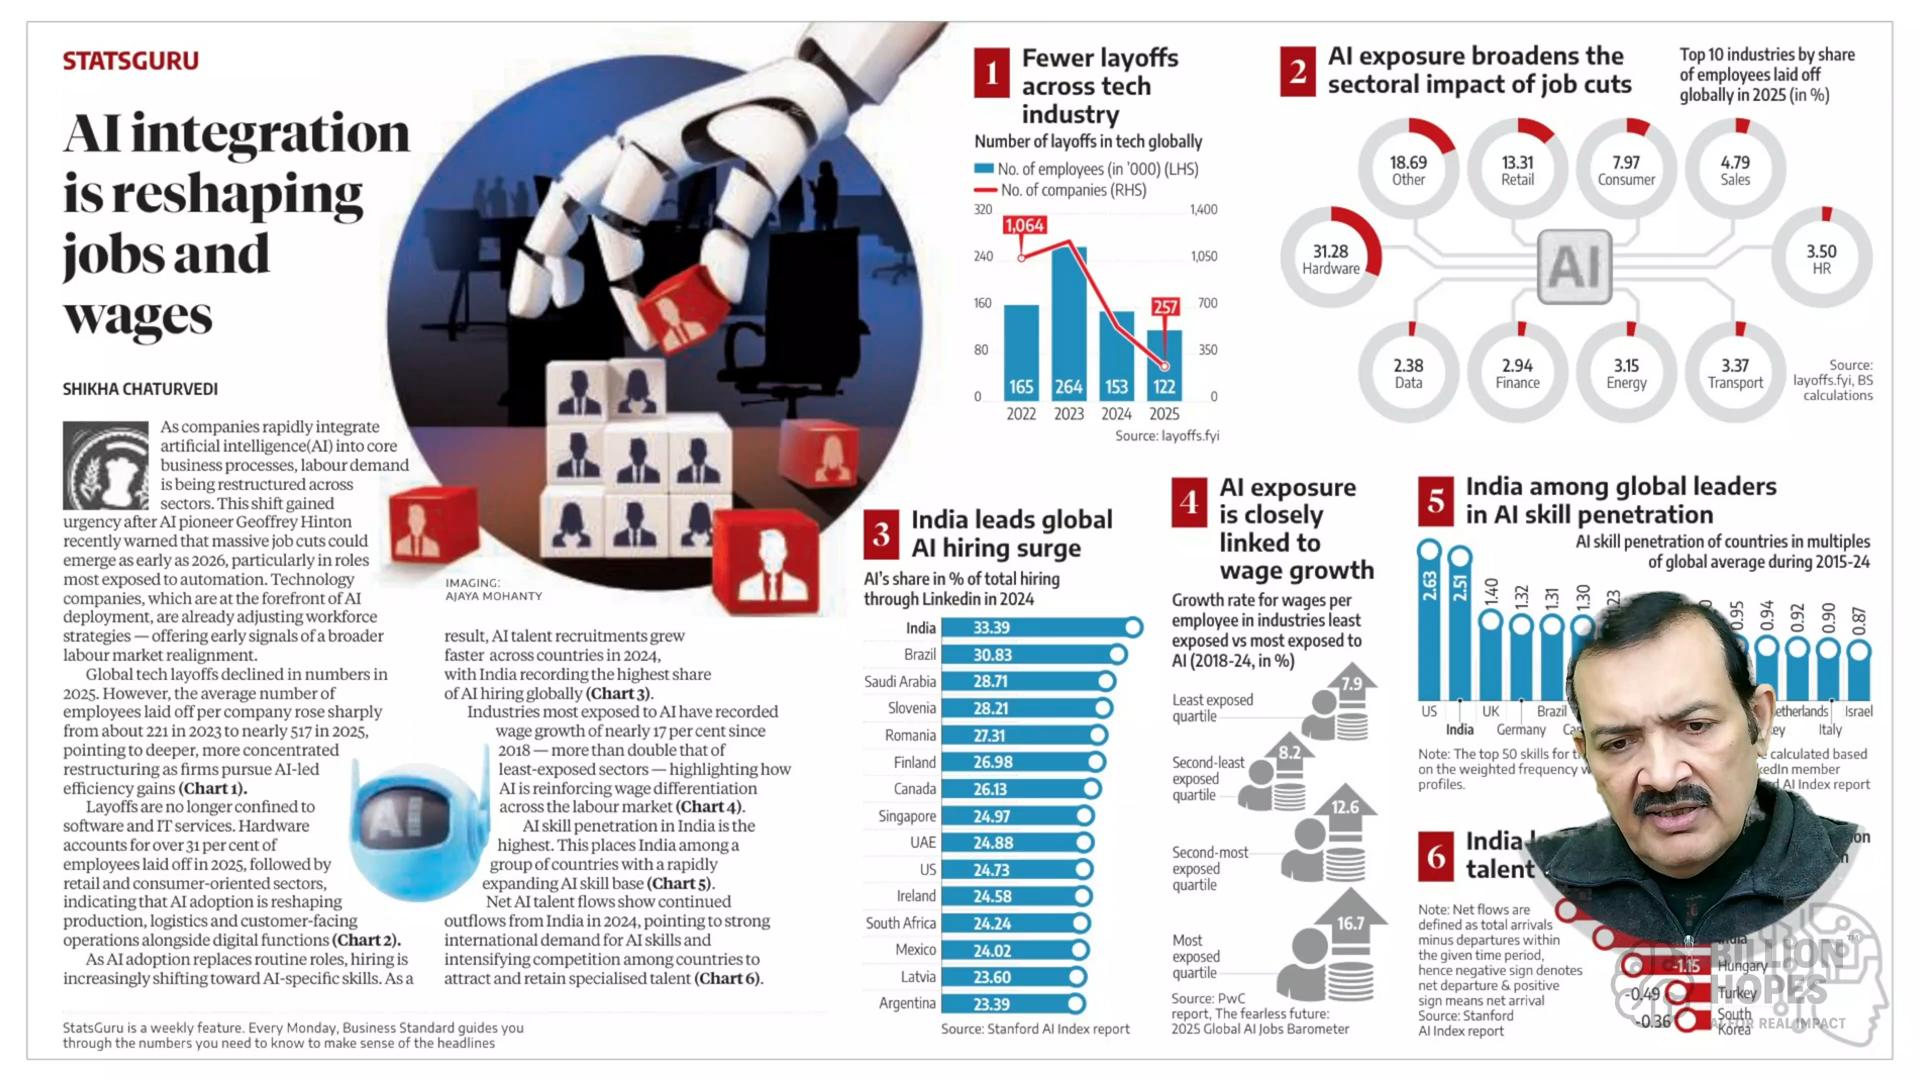 STATSGURU
AI integration
is reshaping
jobs and
wages
SHIKHA CHATURVEDI
As companies rapidly integrate
artificial intelligence(AI) into core
business processes, labour demand
is being restructured across
sectors. This shift gained
urgency after AI pioneer Geoffrey Hinton
recently warned that massive job cuts could
emerge as early as 2026, particularly in roles
most exposed to automation. Technology
companies, which are at the forefront of AI
deployment, are already adjusting workforce
strategies — offering early signals of a broader
labour market realignment.
Global tech layoffs declined in numbers in
2025. However, the average number of
employees laid off per company rose sharply
from about 221 in 2023 to nearly 517 in 2025,
pointing to deeper, more concentrated
restructuring as firms pursue AI-led
efficiency gains (Chart 1).
Layoffs are no longer confined to
software and IT services. Hardware
accounts for over 31 per cent of
employees laid off in 2025, followed by
retail and consumer-oriented sectors,
indicating that AI adoption is reshaping
production, logistics and customer-facing
operations alongside digital functions (Chart 2).
As AI adoption replaces routine roles, hiring is
increasingly shifting toward AI-specific skills. As a
IMAGING:
AJAYA MOHANTY
AI
result, AI talent recruitments grew
faster across countries in 2024,
with India recording the highest share
of AI hiring globally (Chart 3).
Industries most exposed to AI have recorded
wage growth of nearly 17 per cent since
2018 — more than double that of
least-exposed sectors — highlighting how
AI is reinforcing wage differentiation
across the labour market (Chart 4).
AI skill penetration in India is the
highest. This places India among a
group of countries with a rapidly
expanding AI skill base (Chart 5).
Net AI talent flows show continued
outflows from India in 2024, pointing to strong
international demand for AI skills and
intensifying competition among countries to
attract and retain specialised talent (Chart 6).
StatsGuru is a weekly feature. Every Monday, Business Standard guides you
through the numbers you need to know to make sense of the headlines
1 Fewer layoffs
across tech
industry
Number of layoffs in tech globally
No. of employees (in '000) (LHS)
No. of companies (RHS)
320 1,400
1,064
240 1,050
160 257 700
80 350
165 264 153 122
0 0
2022 2023 2024 2025
Source: layoffs.fyi
2 AI exposure broadens the
sectoral impact of job cuts
Top 10 industries by share
of employees laid off
globally in 2025 (in %)
18.69 13.31 7.97 4.79
Other Retail Consumer Sales
31.28 AI 3.50
Hardware HR
2.38 2.94 3.15 3.37
Data Finance Energy Transport
Source:
layoffs.fyi, BS
calculations
3 India leads global
AI hiring surge
AI's share in % of total hiring
through Linkedin in 2024
India 33.39
Brazil 30.83
Saudi Arabia 28.71
Slovenia 28.21
Romania 27.31
Finland 26.98
Canada 26.13
Singapore 24.97
UAE 24.88
US 24.73
Ireland 24.58
South Africa 24.24
Mexico 24.02
Latvia 23.60
Argentina 23.39
Source: Stanford AI Index report
4 AI exposure
is closely
linked to
wage growth
Growth rate for wages per
employee in industries least
exposed vs most exposed to
AI (2018-24, in %)
Least exposed
quartile
7.9
Second-least
exposed
quartile
8.2
Second-most
exposed
quartile
12.6
Most
exposed
quartile
16.7
Source: PwC
report, The fearless future:
2025 Global AI Jobs Barometer
5 India among global leaders
in AI skill penetration
AI skill penetration of countries in multiples
of global average during 2015-24
2.63 2.51 1.40 1.32 1.31 1.30 0.95 0.94 0.92 0.90 0.87
US UK Brazil etherlands Israel
India Germany Italy
Note: The top 50 skills for calculated based
on the weighted frequency member
profiles. AI Index report
6 India
talent
Note: Net flows are
defined as total arrivals
minus departures within
the given time period,
hence negative sign denotes
net departure & positive
sign means net arrival
Source: Stanford
AI Index report
India
-1.15 Hungary
-0.49 Turkey
-0.36 South
Korea
BILLION
HOPES
AI FOR REAL IMPACT